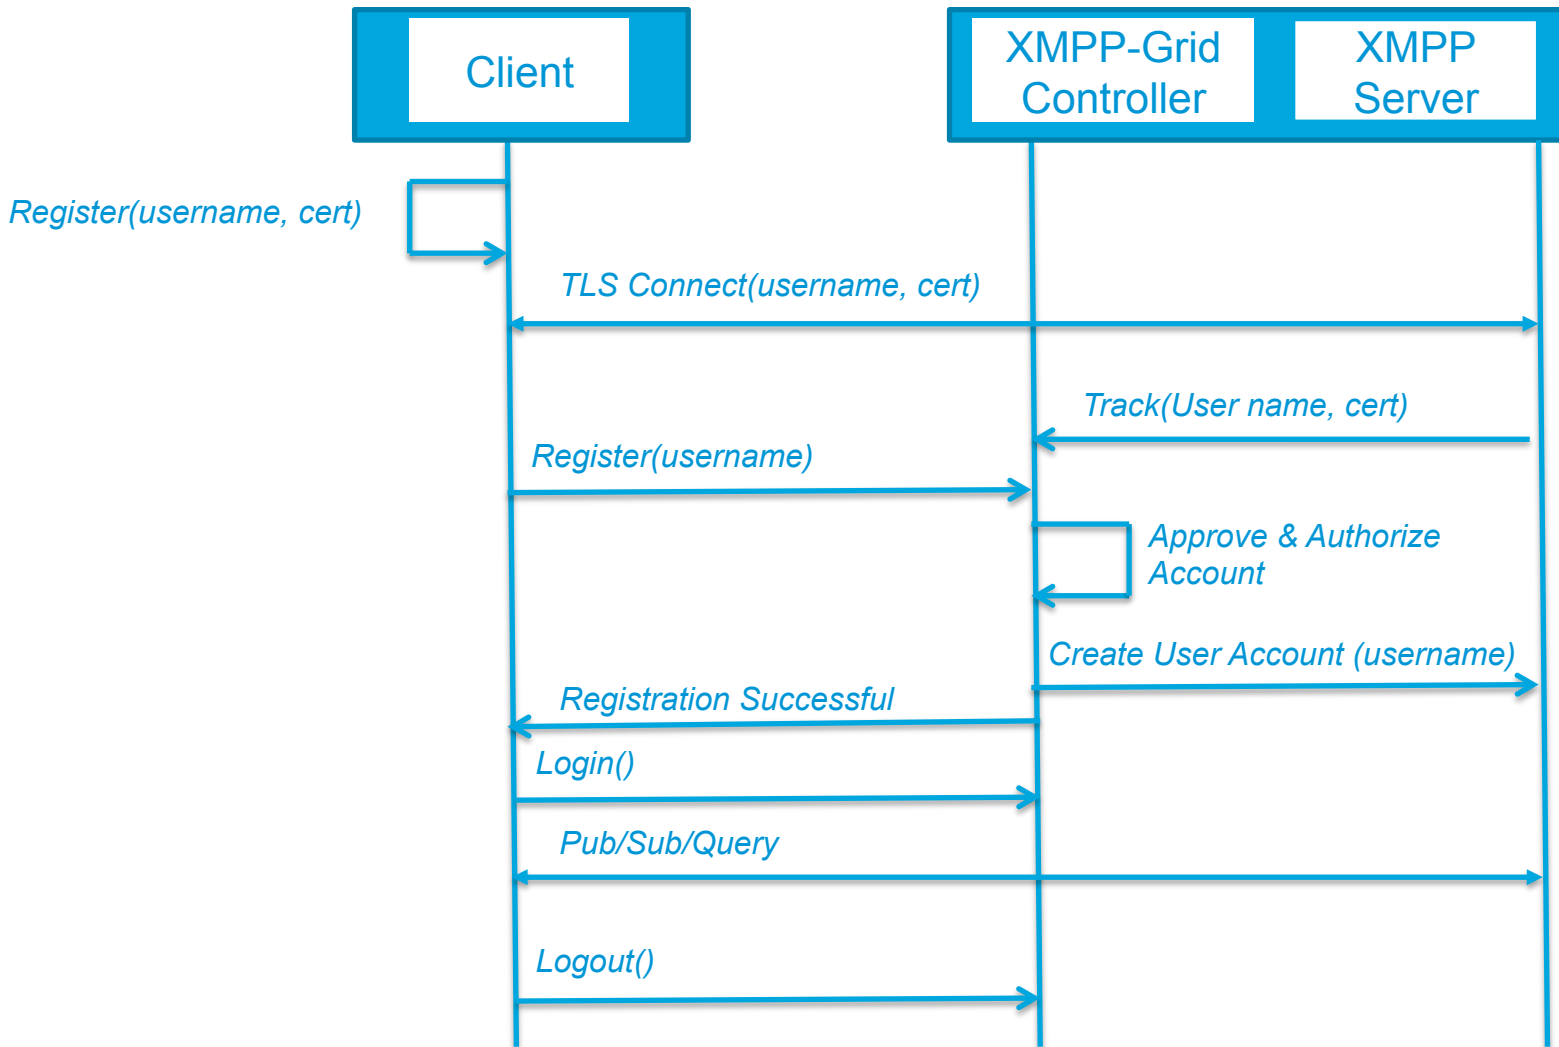 Client
XMPP-Grid
Controller
XMPP
Server
Register(username, cert)
TLS Connect(username, cert)
Track(User name, cert)
Register(username)
Approve & Authorize
Account
Create User Account (username)
Registration Successful
Login()
Pub/Sub/Query
Logout()